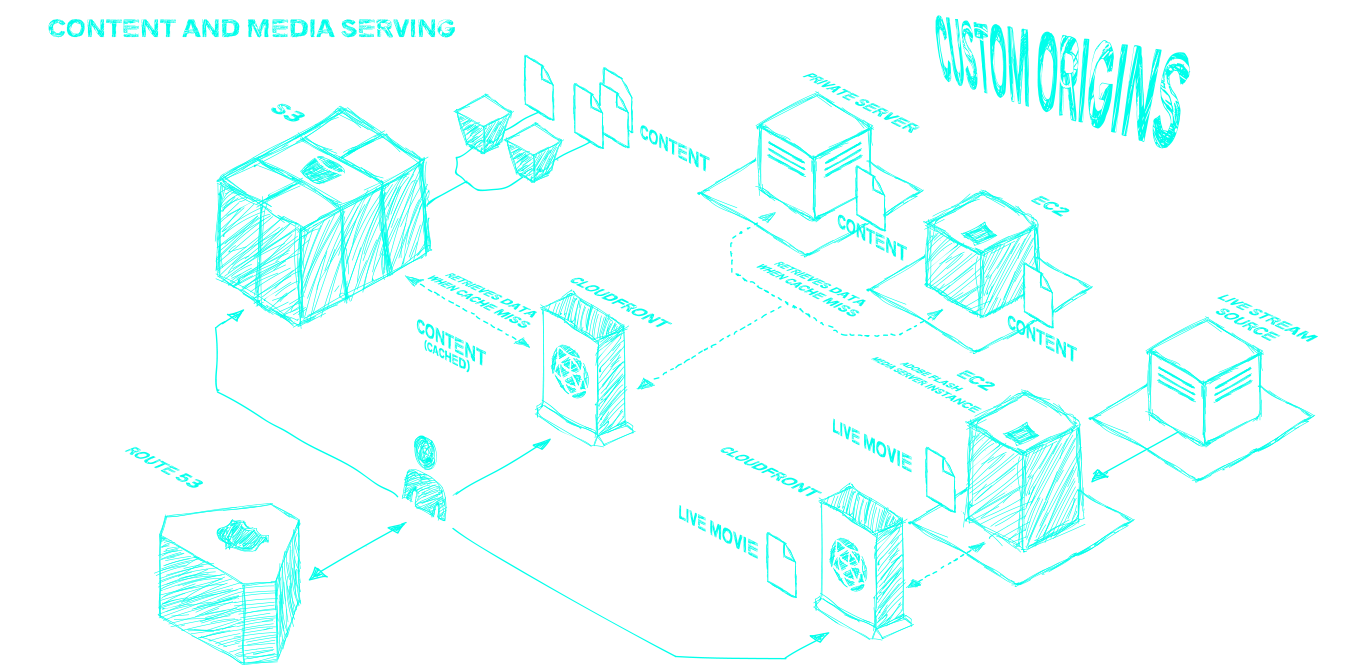 CONTENT AND MEDIA SERVING
CUSTOM ORIGINS
S3
CONTENT
PRIVATE SERVER
CONTENT
EC2
CONTENT
RETRIEVES DATA
WHEN CACHE MISS
CONTENT
(CACHED)
CLOUDFRONT
RETRIEVES DATA
WHEN CACHE MISS
LIVE STREAM
SOURCE
EC2
ADOBE FLASH
MEDIA SERVER INSTANCE
LIVE MOVIE
CLOUDFRONT
LIVE MOVIE
ROUTE 53